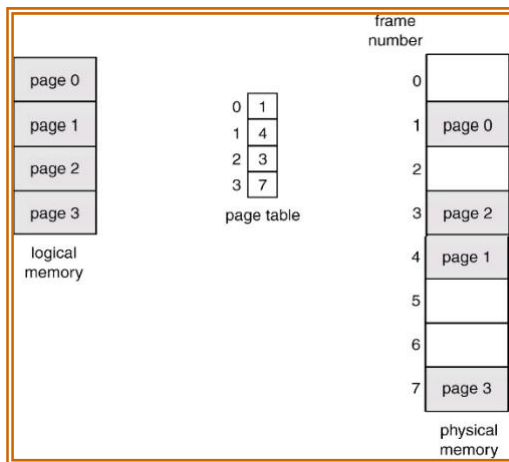 page 0
page 1
page 2
page 3
logical
memory
0 1
1 4
2 3
3 7
page table
frame
number
0
1 page 0
2
3 page 2
4 page 1
5
6
7 page 3
physical
memory